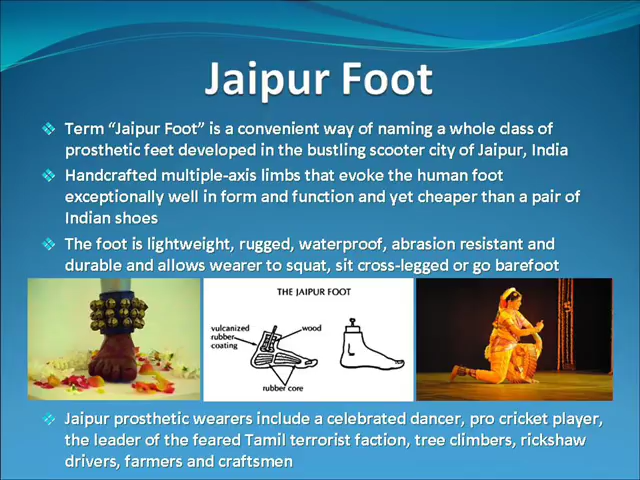 Jaipur Foot
Term “Jaipur Foot” is a convenient way of naming a whole class of
prosthetic feet developed in the bustling scooter city of Jaipur, India
Handcrafted multiple-axis limbs that evoke the human foot
exceptionally well in form and function and yet cheaper than a pair of
Indian shoes
The foot is lightweight, rugged, waterproof, abrasion resistant and
durable and allows wearer to squat, sit cross-legged or go barefoot
THE JAIPUR FOOT
vulcanized
rubber
coating
wood
rubber core
Jaipur prosthetic wearers include a celebrated dancer, pro cricket player,
the leader of the feared Tamil terrorist faction, tree climbers, rickshaw
drivers, farmers and craftsmen